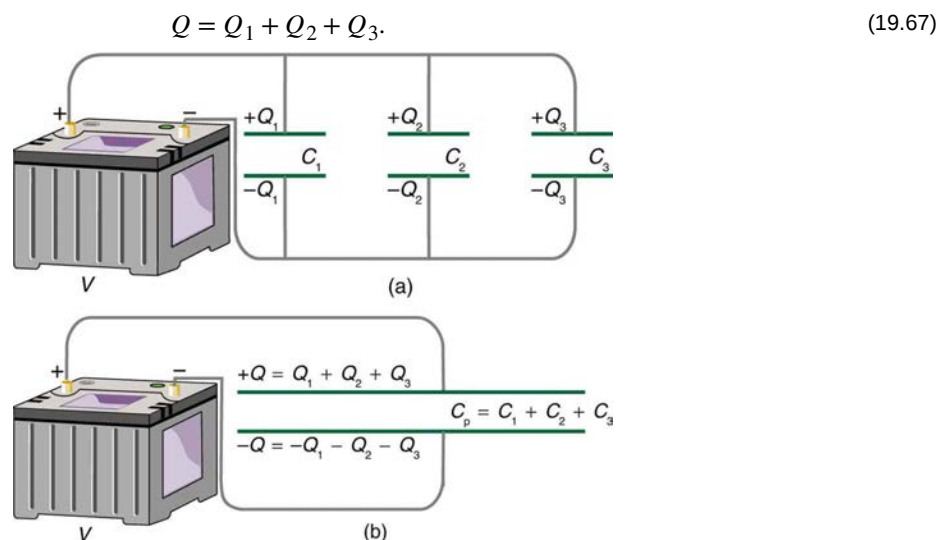 Q = Q₁ + Q₂ + Q₃.
(19.67)
+ −
+Q₁ +Q₂ +Q₃
C₁ C₂ C₃
−Q₁ −Q₂ −Q₃
V
(a)
+ −
+Q = Q₁ + Q₂ + Q₃
Cₚ = C₁ + C₂ + C₃
−Q = −Q₁ − Q₂ − Q₃
V
(b)